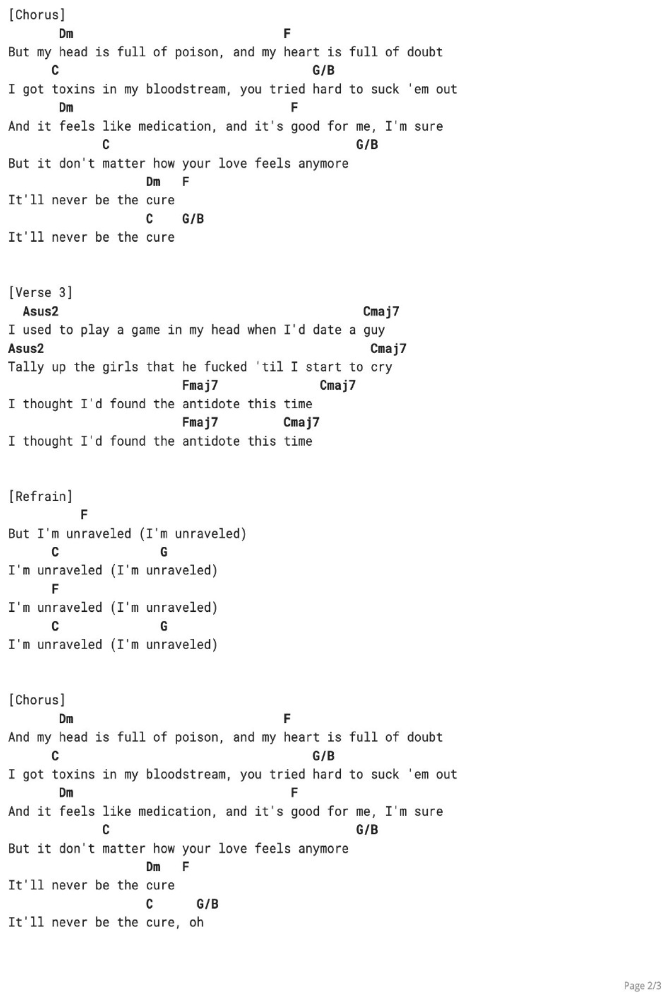 [Chorus]
       Dm                             F
But my head is full of poison, and my heart is full of doubt
      C                                   G/B
I got toxins in my bloodstream, you tried hard to suck 'em out
       Dm                              F
And it feels like medication, and it's good for me, I'm sure
             C                                  G/B
But it don't matter how your love feels anymore
                   Dm   F
It'll never be the cure
                   C    G/B
It'll never be the cure
[Verse 3]
  Asus2                                          Cmaj7
I used to play a game in my head when I'd date a guy
Asus2                                             Cmaj7
Tally up the girls that he fucked 'til I start to cry
                        Fmaj7              Cmaj7
I thought I'd found the antidote this time
                        Fmaj7         Cmaj7
I thought I'd found the antidote this time
[Refrain]
          F
But I'm unraveled (I'm unraveled)
      C              G
I'm unraveled (I'm unraveled)
      F
I'm unraveled (I'm unraveled)
      C              G
I'm unraveled (I'm unraveled)
[Chorus]
       Dm                             F
And my head is full of poison, and my heart is full of doubt
      C                                   G/B
I got toxins in my bloodstream, you tried hard to suck 'em out
       Dm                              F
And it feels like medication, and it's good for me, I'm sure
             C                                  G/B
But it don't matter how your love feels anymore
                   Dm   F
It'll never be the cure
                   C      G/B
It'll never be the cure, oh
Page 2/3